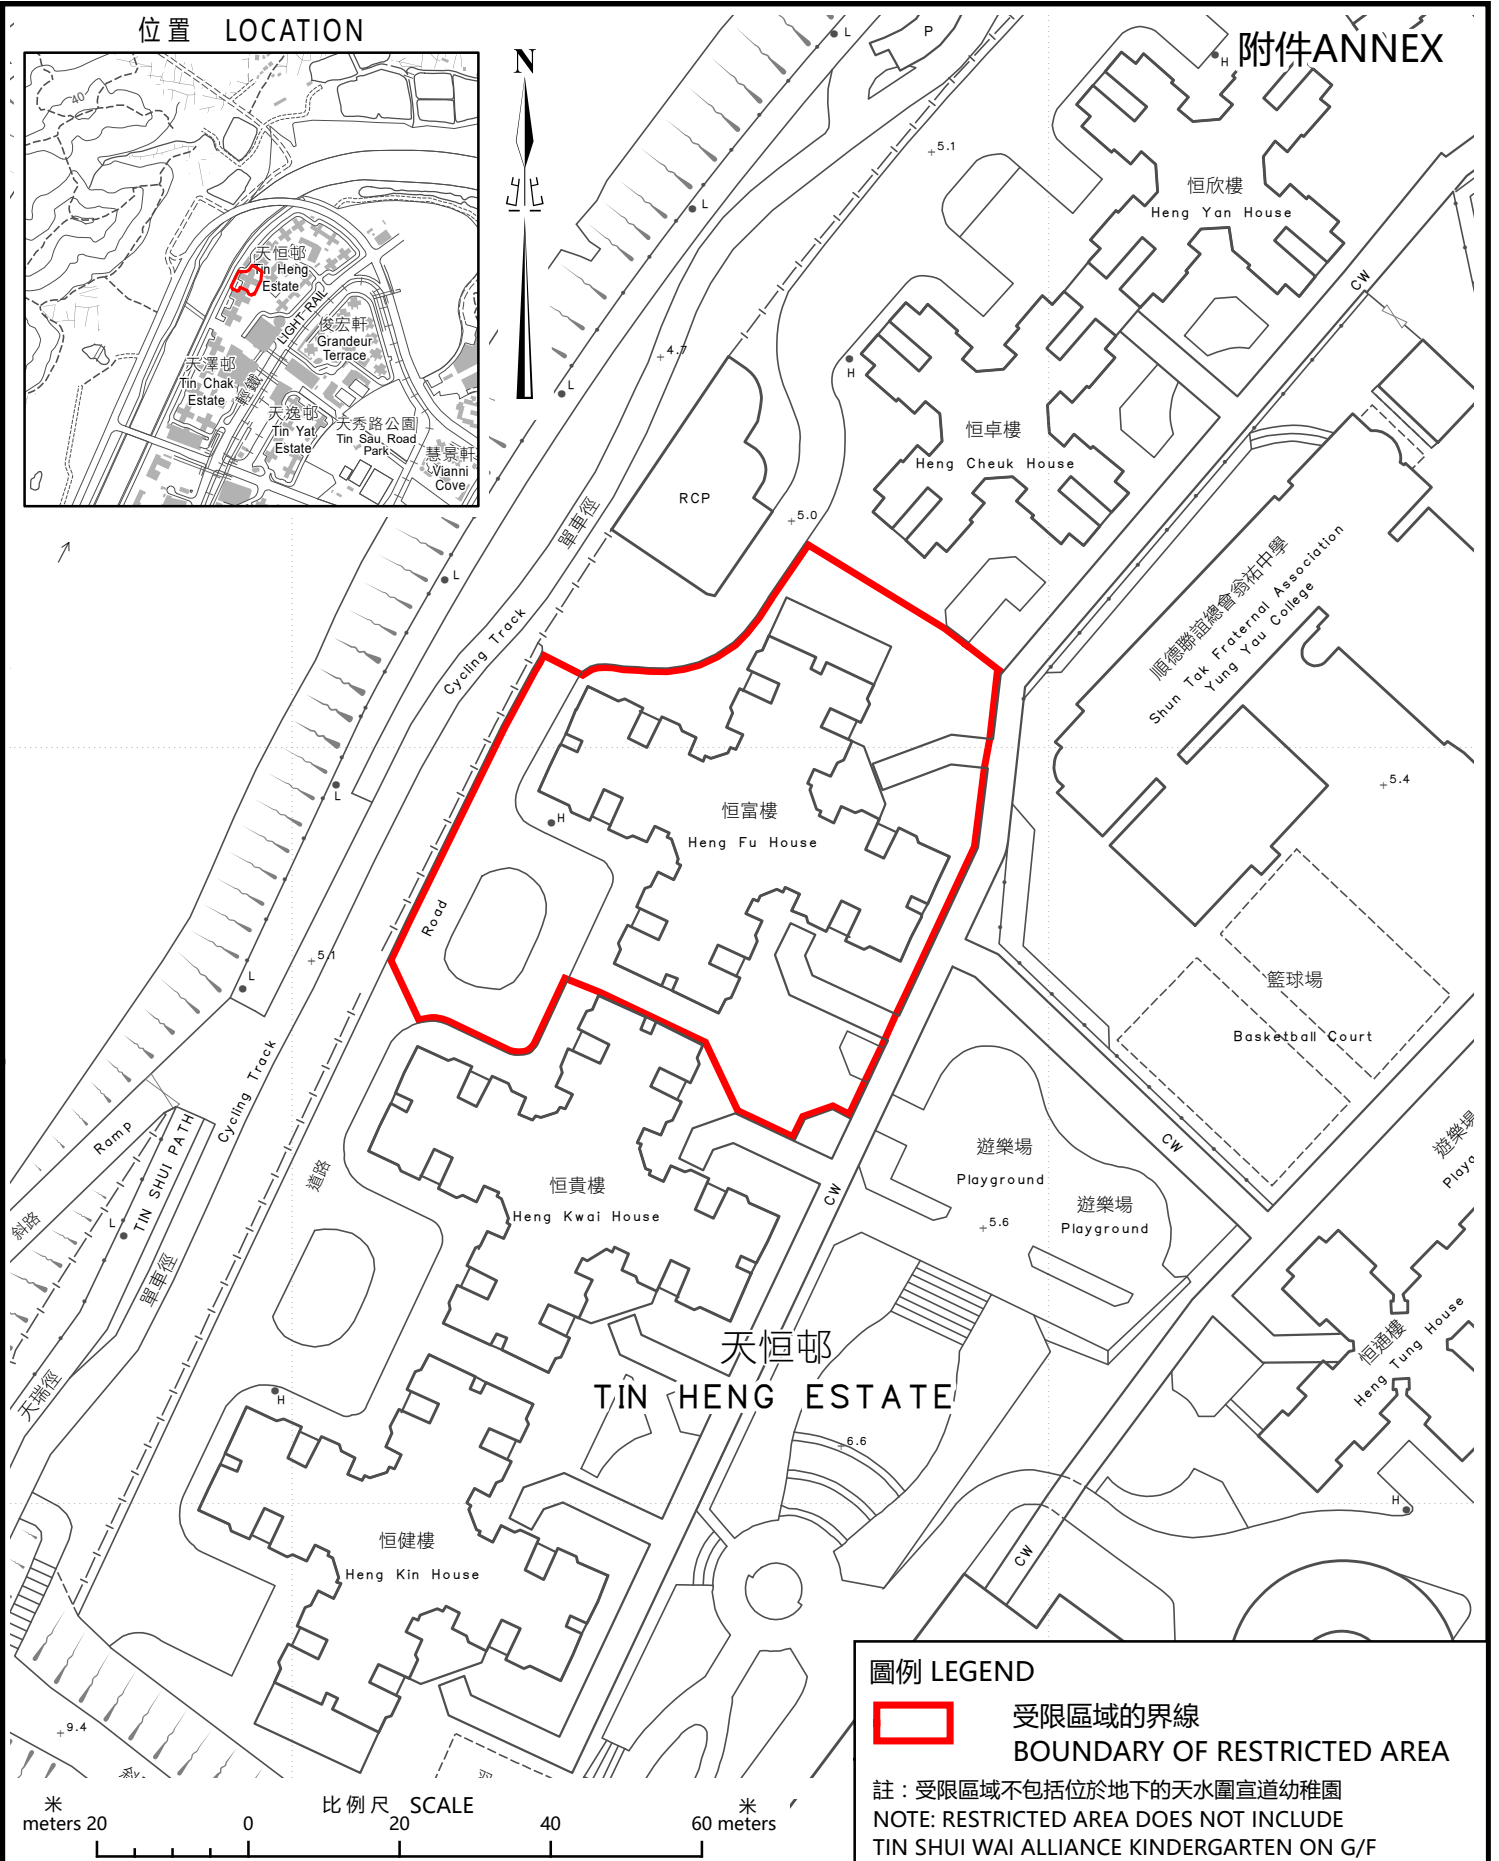 位置 LOCATION
附件ANNEX
40
天恒邨
Tin Heng
Estate
LIGHT RAIL
輕鐵
俊宏軒
Grandeur
Terrace
天澤邨
Tin Chak
Estate
天逸邨
Tin Yat
Estate
天秀路公園
Tin Sau Road
Park
慧景軒
Vianni
Cove
N
P
L
H
5.1
恒欣樓
Heng Yan House
CW
L
4.7
H
L
恒卓樓
Heng Cheuk House
RCP
5.0
單車徑
Cycling Track
L
順德聯誼總會翁祐中學
Shun Tak Fraternal Association
Yung Yau College
5.4
L
H
恒富樓
Heng Fu House
Road
5.1
L
籃球場
Basketball Court
Cycling Track
Ramp
斜路
TIN SHUI PATH
L
單車徑
道路
天瑞徑
恒貴樓
Heng Kwai House
CW
遊樂場
Playground
遊樂場
Playground
5.6
CW
遊樂場
恒通樓
Heng Tung House
天恒邨
TIN HENG ESTATE
H
6.6
H
恒健樓
Heng Kin House
CW
9.4
圖例 LEGEND
受限區域的界線
BOUNDARY OF RESTRICTED AREA
註：受限區域不包括位於地下的天水圍宣道幼稚園
NOTE: RESTRICTED AREA DOES NOT INCLUDE
TIN SHUI WAI ALLIANCE KINDERGARTEN ON G/F
米 比例尺 SCALE 米
meters 20 0 20 40 60 meters